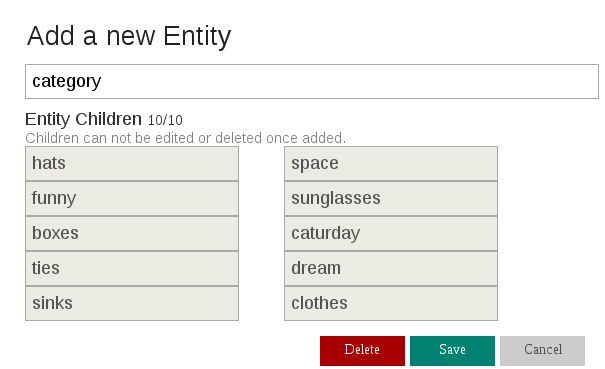 Add a new Entity
category
Entity Children 10/10
Children can not be edited or deleted once added.
hats
space
funny
sunglasses
boxes
caturday
ties
dream
sinks
clothes
Delete Save Cancel